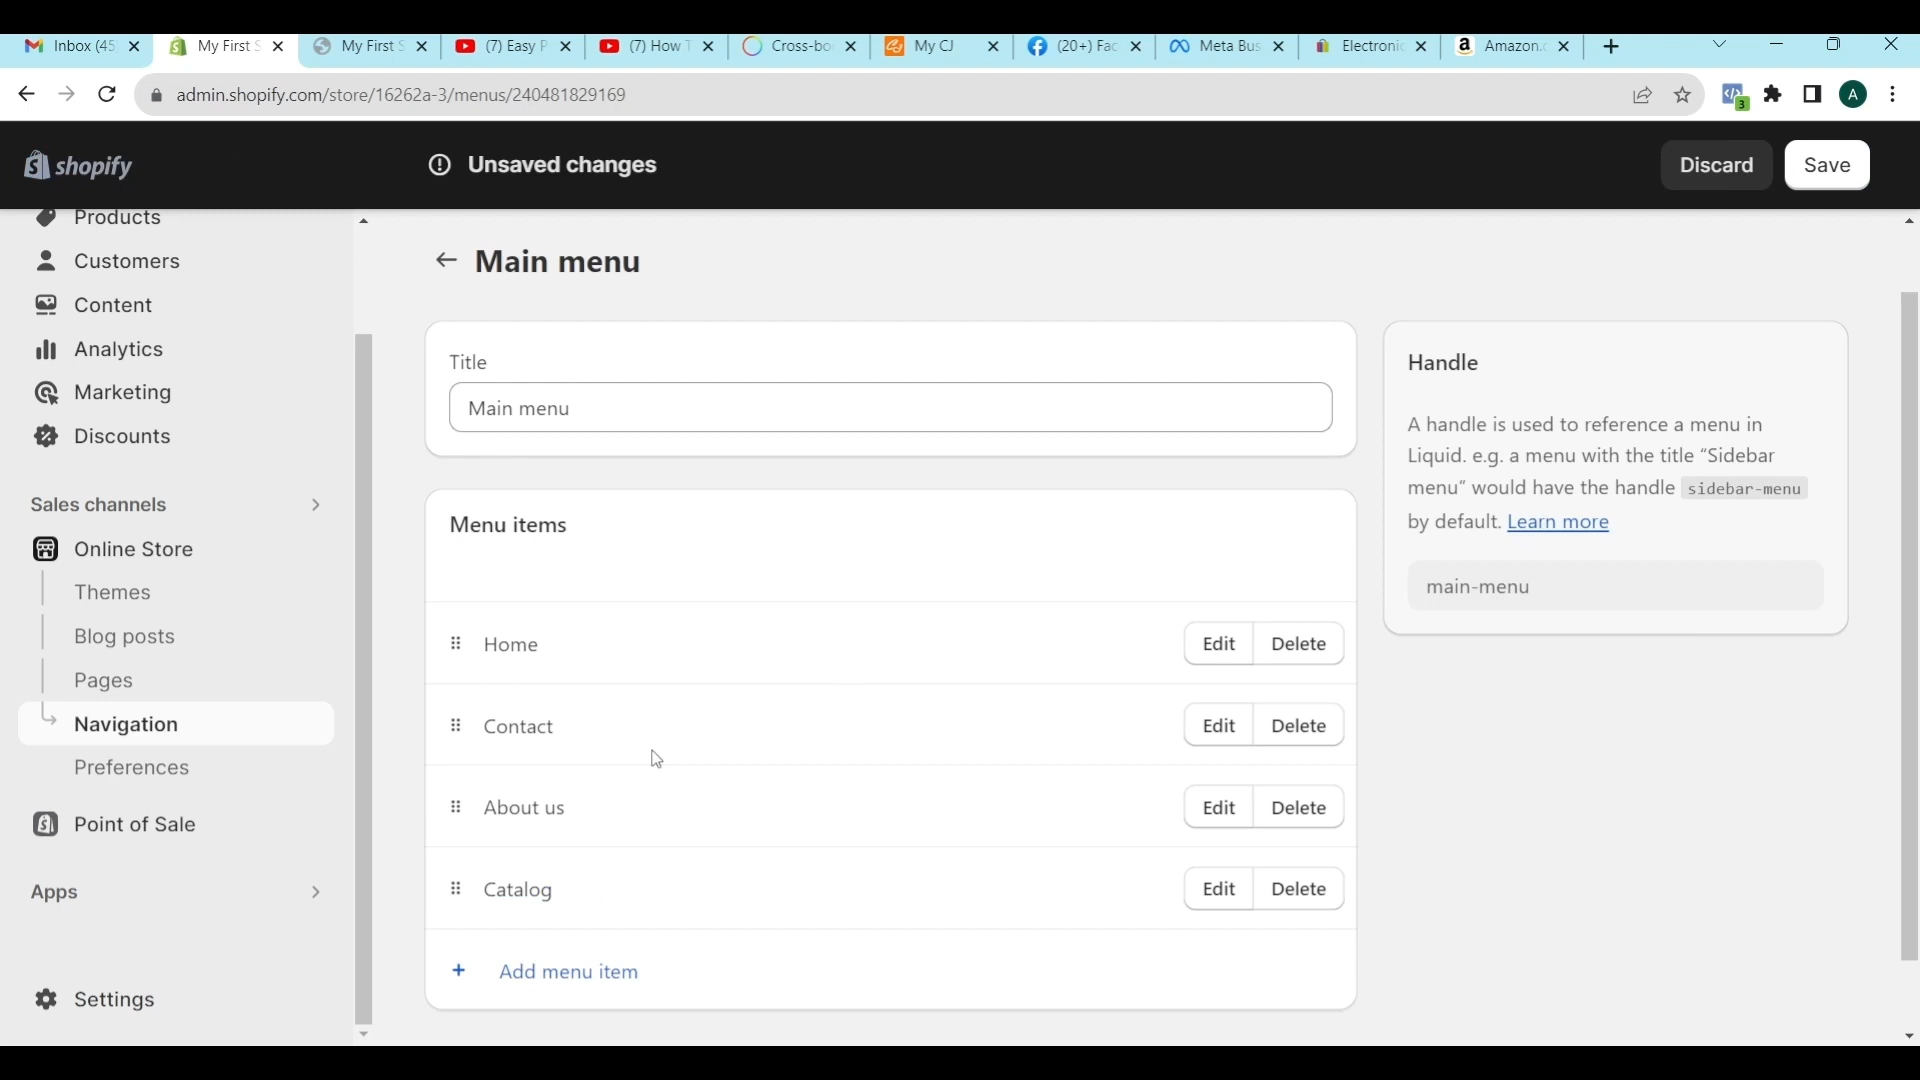 Inbox (45
My First S
My First S
(7) Easy P
(7) How T
Cross-bo
My CJ
(20+) Fac
Meta Bus
Electronic
Amazon.
admin.shopify.com/store/16262a-3/menus/240481829169
3
A
shopify
Unsaved changes
Discard
Save
Products
Customers
Content
Analytics
Marketing
Discounts
Sales channels
Online Store
Themes
Blog posts
Pages
Navigation
Preferences
Point of Sale
Apps
Settings
Main menu
Title
Main menu
Menu items
Home
Edit
Delete
Contact
Edit
Delete
About us
Edit
Delete
Catalog
Edit
Delete
+ Add menu item
Handle
A handle is used to reference a menu in
Liquid. e.g. a menu with the title “Sidebar
menu“ would have the handle sidebar-menu
by default. Learn more
main-menu